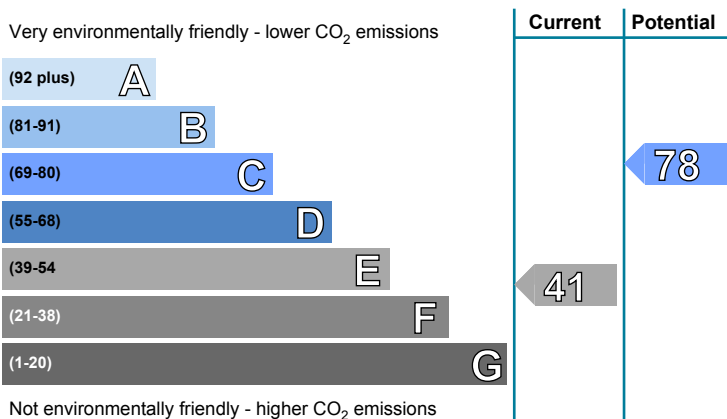 Very environmentally friendly - lower CO2 emissions
Current
Potential
(92 plus) A
(81-91) B
(69-80) C
78
(55-68) D
(39-54 E
41
(21-38) F
(1-20) G
Not environmentally friendly - higher CO2 emissions